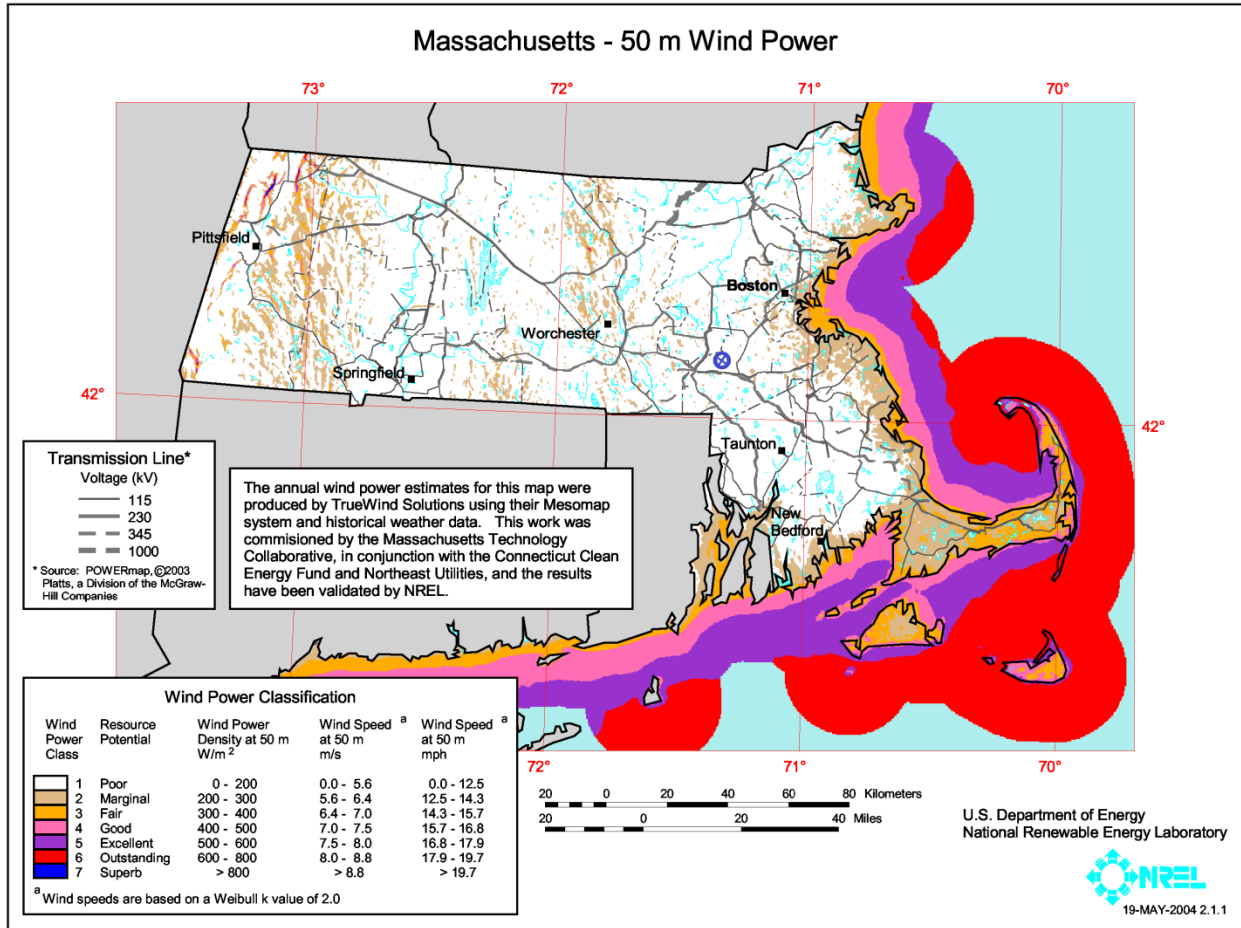 Massachusetts - 50 m Wind Power
73°
72°
71°
70°
Pittsfield
Boston
Worchester
Springfield
42°
42°
Taunton
New
Bedford
Transmission Line*
Voltage (kV)
115
230
345
1000
* Source: POWERmap, ©2003
Platts, a Division of the McGraw-
Hill Companies
The annual wind power estimates for this map were
produced by TrueWind Solutions using their Mesomap
system and historical weather data. This work was
commisioned by the Massachusetts Technology
Collaborative, in conjunction with the Connecticut Clean
Energy Fund and Northeast Utilities, and the results
have been validated by NREL.
72°
71°
70°
Wind Power Classification
Wind Power Class Resource Potential Wind Power Density at 50 m W/m² Wind Speed a at 50 m m/s Wind Speed a at 50 m mph
1 Poor 0 - 200 0.0 - 5.6 0.0 - 12.5
2 Marginal 200 - 300 5.6 - 6.4 12.5 - 14.3
3 Fair 300 - 400 6.4 - 7.0 14.3 - 15.7
4 Good 400 - 500 7.0 - 7.5 15.7 - 16.8
5 Excellent 500 - 600 7.5 - 8.0 16.8 - 17.9
6 Outstanding 600 - 800 8.0 - 8.8 17.9 - 19.7
7 Superb > 800 > 8.8 > 19.7
a Wind speeds are based on a Weibull k value of 2.0
20 0 20 40 60 80 Kilometers
20 0 20 40 Miles
U.S. Department of Energy
National Renewable Energy Laboratory
NREL
19-MAY-2004 2.1.1